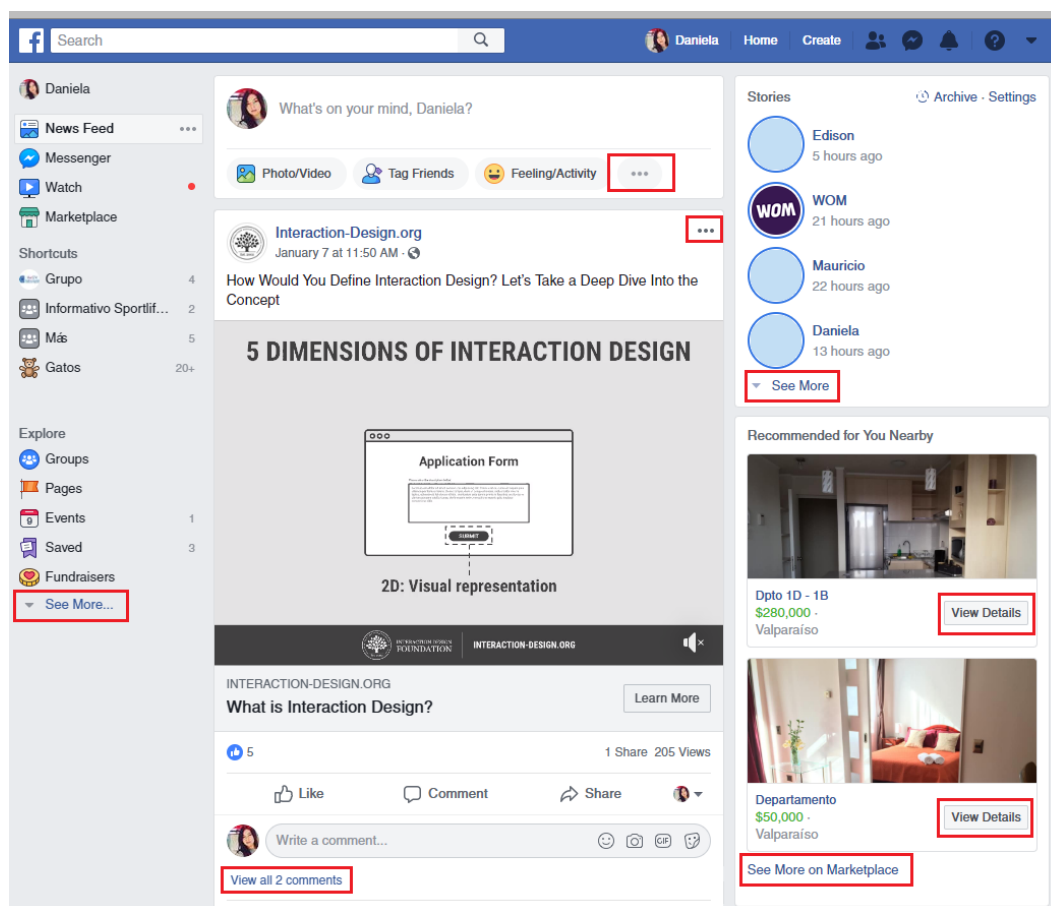 f
Search
Daniela
Home
Create
Daniela
News Feed
Messenger
Watch
Marketplace
Shortcuts
Grupo 4
Informativo Sportlif... 2
Más 5
Gatos 20+
Explore
Groups
Pages
Events 1
Saved 3
Fundraisers
See More...
What's on your mind, Daniela?
Photo/Video
Tag Friends
Feeling/Activity
Interaction-Design.org
January 7 at 11:50 AM ·
How Would You Define Interaction Design? Let's Take a Deep Dive Into the
Concept
5 DIMENSIONS OF INTERACTION DESIGN
Application Form
SUBMIT
2D: Visual representation
INTERACTION DESIGN
FOUNDATION
INTERACTION-DESIGN.ORG
INTERACTION-DESIGN.ORG
What is Interaction Design?
Learn More
5
1 Share 205 Views
Like
Comment
Share
Write a comment...
GIF
View all 2 comments
Stories
Archive · Settings
Edison
5 hours ago
WOM
WOM
21 hours ago
Mauricio
22 hours ago
Daniela
13 hours ago
See More
Recommended for You Nearby
Dpto 1D - 1B
$280,000 ·
Valparaíso
View Details
Departamento
$50,000 ·
Valparaíso
View Details
See More on Marketplace